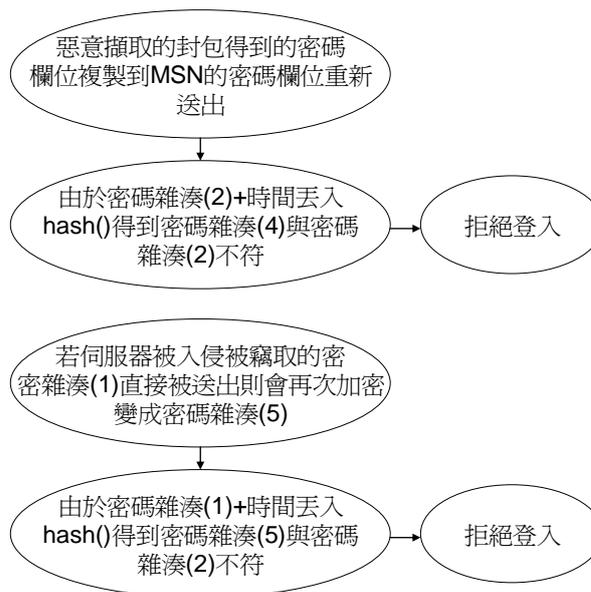 惡意擷取的封包得到的密碼
欄位複製到MSN的密碼欄位重新
送出
由於密碼雜湊(2)+時間丟入
hash()得到密碼雜湊(4)與密碼
雜湊(2)不符
拒絕登入
若伺服器被入侵被竊取的密
密雜湊(1)直接被送出則會再次加密
變成密碼雜湊(5)
由於密碼雜湊(1)+時間丟入
hash()得到密碼雜湊(5)與密碼
雜湊(2)不符
拒絕登入